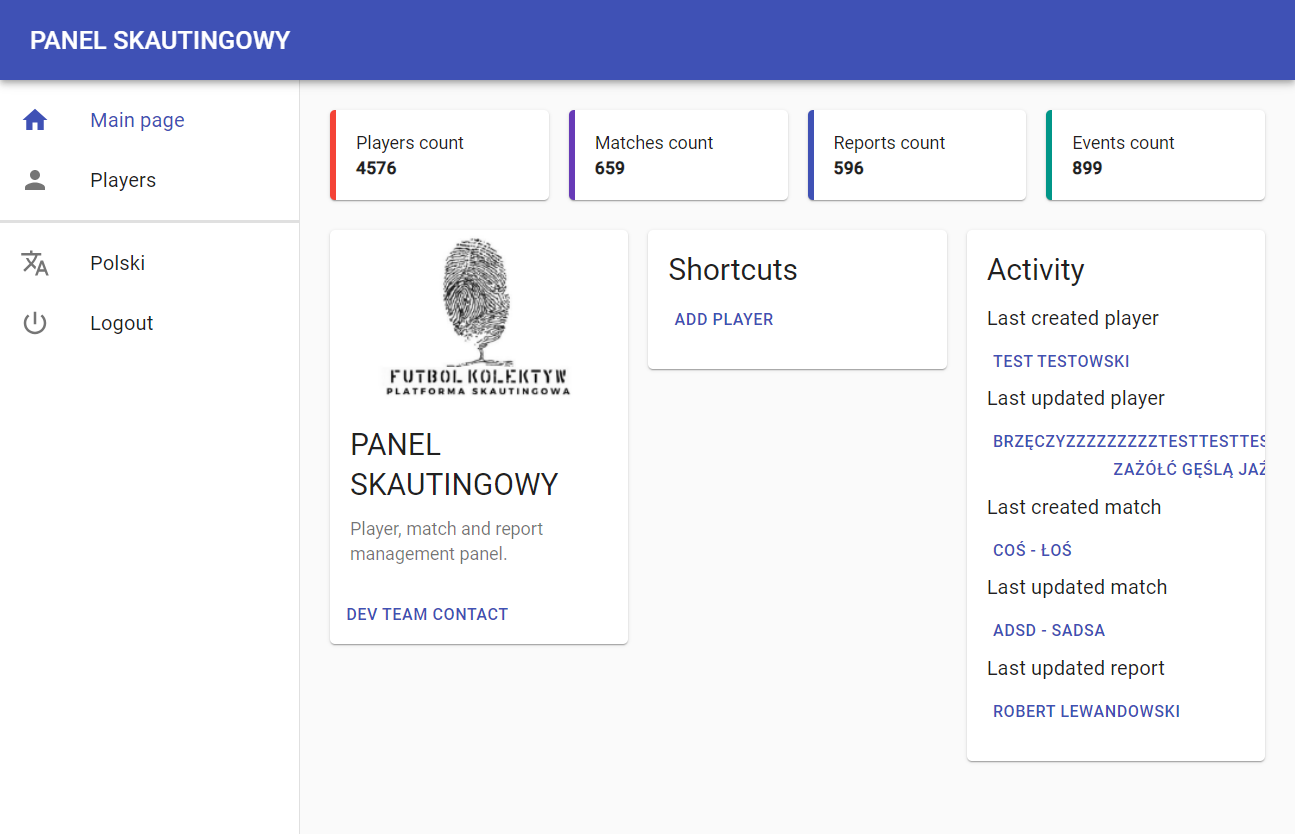 PANEL SKAUTINGOWY
Main page
Players
Polski
Logout
Players count
4576
Matches count
659
Reports count
596
Events count
899
FUTBOL KOLEKTYW
PLATFORMA SKAUTINGOWA
PANEL
SKAUTINGOWY
Player, match and report
management panel.
DEV TEAM CONTACT
Shortcuts
ADD PLAYER
Activity
Last created player
TEST TESTOWSKI
Last updated player
BRZĘCZYZZZZZZZZZTESTTESTTES
ZAŻÓŁĆ GĘŚLĄ JAŹ
Last created match
COŚ - ŁOŚ
Last updated match
ADSD - SADSA
Last updated report
ROBERT LEWANDOWSKI